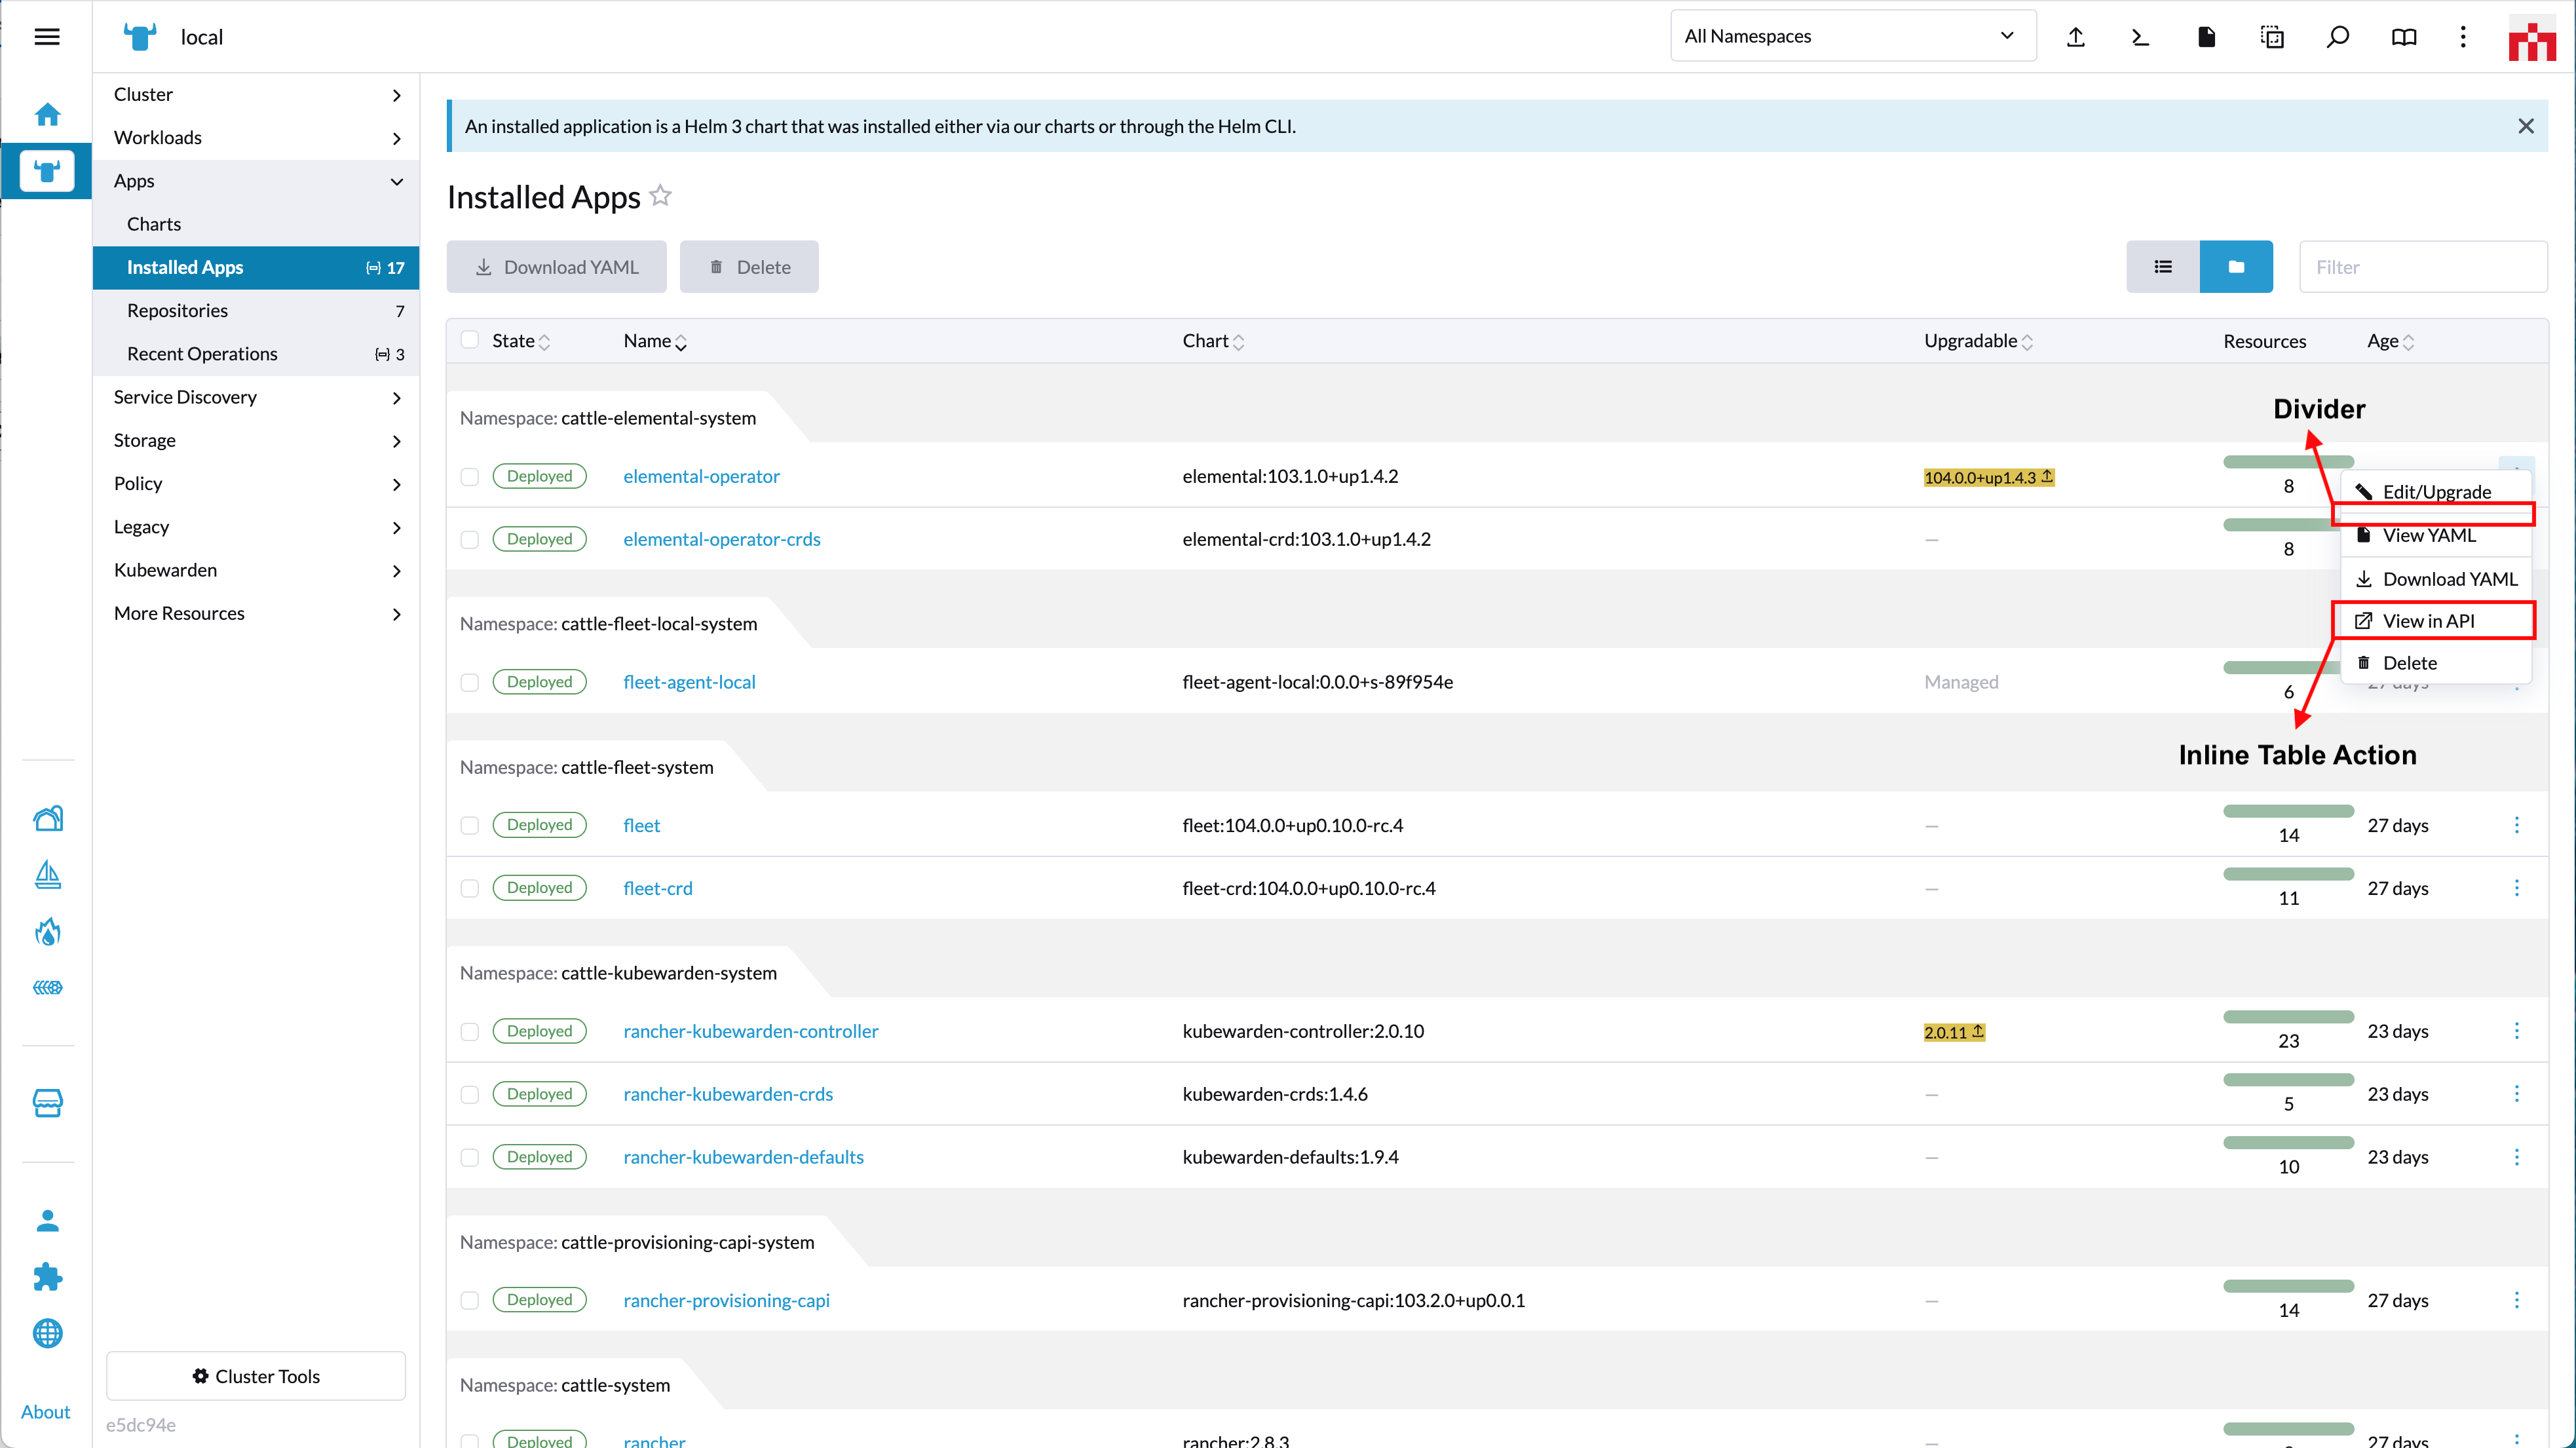 local
All Namespaces
Cluster
Workloads
Apps
Charts
Installed Apps 17
Repositories 7
Recent Operations 3
Service Discovery
Storage
Policy
Legacy
Kubewarden
More Resources
Cluster Tools
About
e5dc94e
An installed application is a Helm 3 chart that was installed either via our charts or through the Helm CLI.
Installed Apps
Download YAML Delete Filter
State Name Chart Upgradable Resources Age
Namespace: cattle-elemental-system
Divider
Deployed elemental-operator elemental:103.1.0+up1.4.2 104.0.0+up1.4.3 8
Edit/Upgrade
Deployed elemental-operator-crds elemental-crd:103.1.0+up1.4.2 – 8
View YAML
Download YAML
Namespace: cattle-fleet-local-system
View in API
Delete
Deployed fleet-agent-local fleet-agent-local:0.0.0+s-89f954e Managed 6 27 days
Inline Table Action
Namespace: cattle-fleet-system
Deployed fleet fleet:104.0.0+up0.10.0-rc.4 – 14 27 days
Deployed fleet-crd fleet-crd:104.0.0+up0.10.0-rc.4 – 11 27 days
Namespace: cattle-kubewarden-system
Deployed rancher-kubewarden-controller kubewarden-controller:2.0.10 2.0.11 23 23 days
Deployed rancher-kubewarden-crds kubewarden-crds:1.4.6 – 5 23 days
Deployed rancher-kubewarden-defaults kubewarden-defaults:1.9.4 – 10 23 days
Namespace: cattle-provisioning-capi-system
Deployed rancher-provisioning-capi rancher-provisioning-capi:103.2.0+up0.0.1 – 14 27 days
Namespace: cattle-system
Deployed rancher rancher:2.8.3 – 27 days